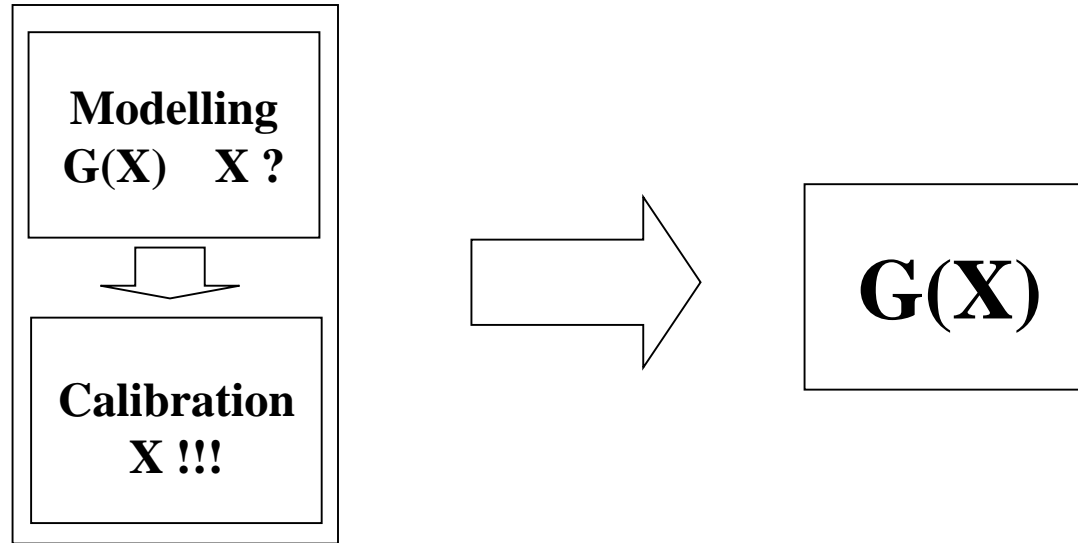 Modelling
G(X) X ?
Calibration
X !!!
G(X)